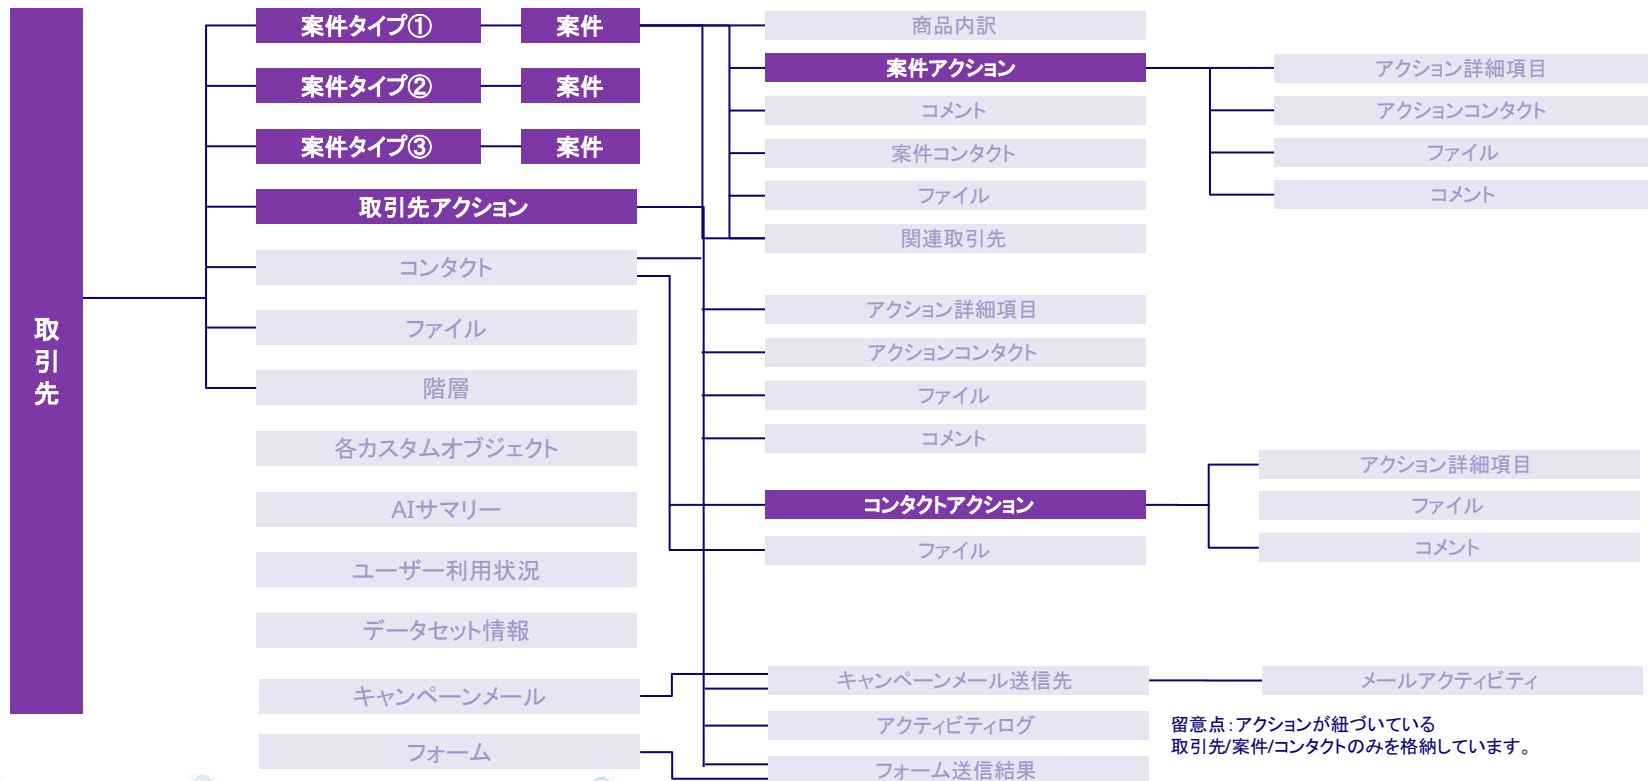 取引先
案件タイプ①
案件
案件タイプ②
案件
案件タイプ③
案件
取引先アクション
コンタクト
ファイル
階層
各カスタムオブジェクト
AIサマリー
ユーザー利用状況
データセット情報
キャンペーンメール
フォーム
商品内訳
案件アクション
コメント
案件コンタクト
ファイル
関連取引先
アクション詳細項目
アクションコンタクト
ファイル
コメント
アクション詳細項目
アクションコンタクト
ファイル
コメント
コンタクトアクション
ファイル
アクション詳細項目
ファイル
コメント
キャンペーンメール送信先
メールアクティビティ
アクティビティログ
フォーム送信結果
留意点：アクションが紐づいている
取引先/案件/コンタクトのみを格納しています。